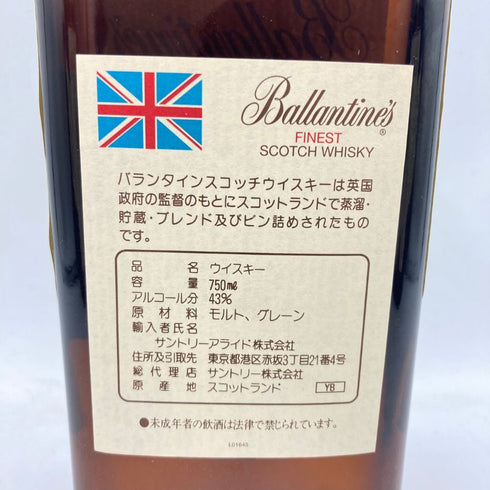 Ballantine's®
FINEST
SCOTCH WHISKY
バランタインスコッチウイスキーは英国
政府の監督のもとにスコットランドで蒸溜・
貯蔵・ブレンド及びビン詰めされたもの
です。
品名 ウイスキー
容量 750mℓ
アルコール分 43%
原材料 モルト、グレーン
輸入者氏名
サントリーアライド株式会社
住所及引取先 東京都港区赤坂3丁目21番4号
総代理店 サントリー株式会社
原産地 スコットランド YB
●未成年者の飲酒は法律で禁じられています。
L01645